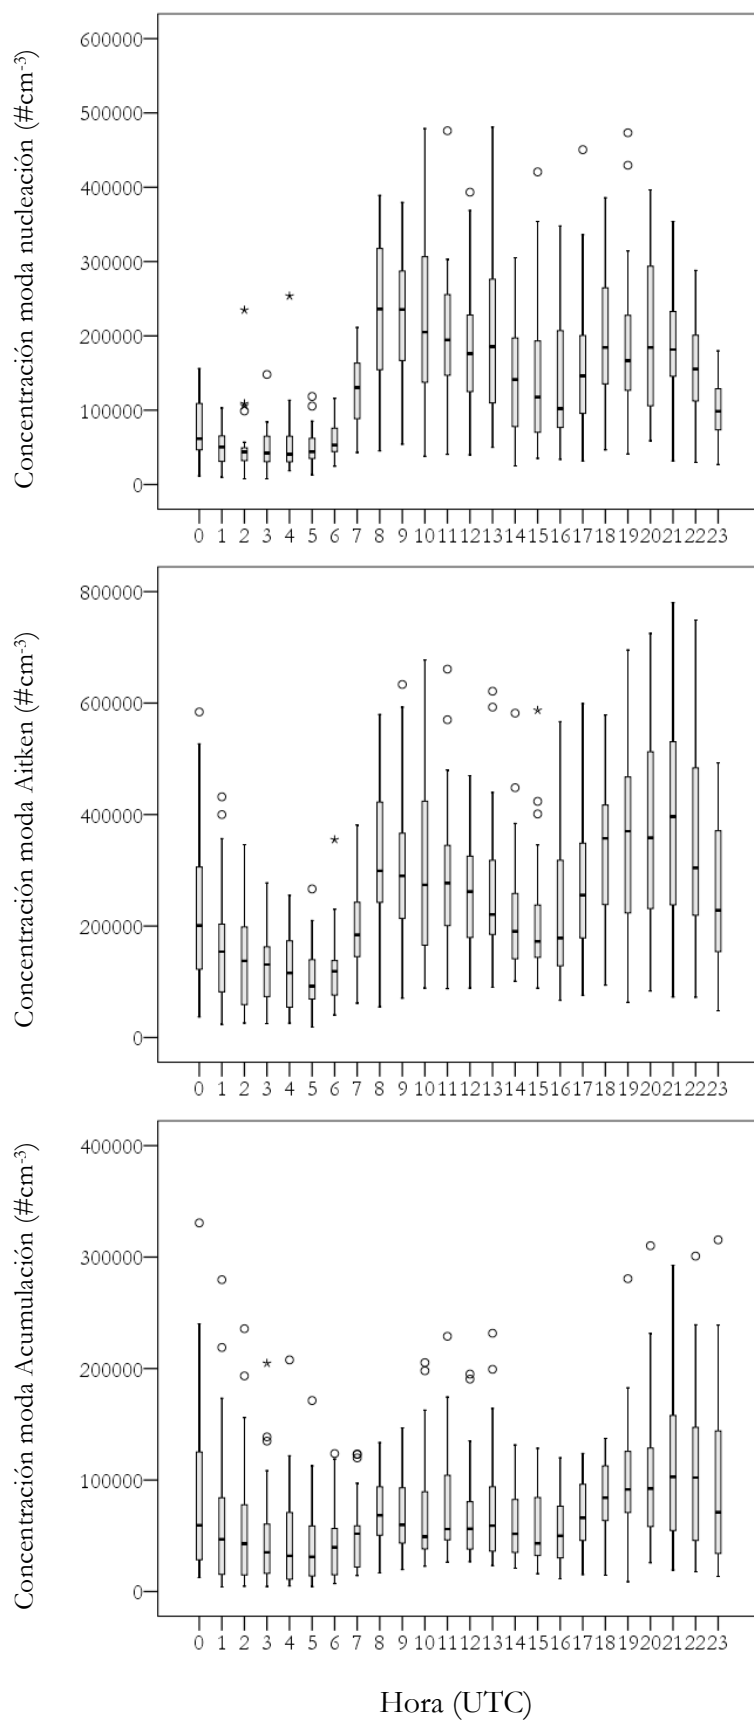 Concentración moda nucleación (#cm-3)
600000
500000
400000
300000
200000
100000
0
0 1 2 3 4 5 6 7 8 9 10 11 12 13 14 15 16 17 18 19 20 21 22 23
Concentración moda Aitken (#cm-3)
800000
600000
400000
200000
0
0 1 2 3 4 5 6 7 8 9 10 11 12 13 14 15 16 17 18 19 20 21 22 23
Concentración moda Acumulación (#cm-3)
400000
300000
200000
100000
0
0 1 2 3 4 5 6 7 8 9 10 11 12 13 14 15 16 17 18 19 20 21 22 23
Hora (UTC)